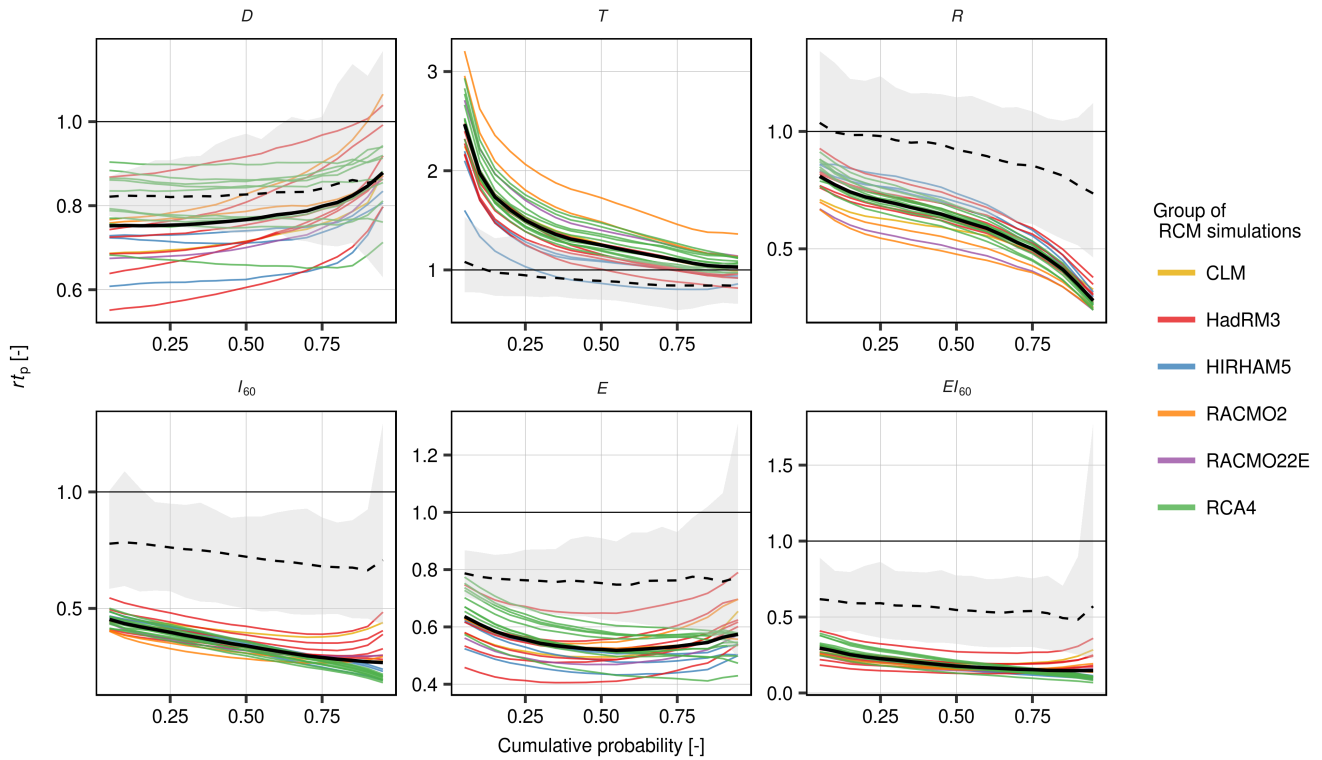 D
T
R
1.0
0.8
0.6
0.25 0.50 0.75
3
2
1
0.25 0.50 0.75
1.0
0.5
0.25 0.50 0.75
rtp [-]
I60
E
EI60
1.0
0.5
0.25 0.50 0.75
1.2
1.0
0.8
0.6
0.4
0.25 0.50 0.75
1.5
1.0
0.5
0.0
0.25 0.50 0.75
Cumulative probability [-]
Group of
RCM simulations
CLM
HadRM3
HIRHAM5
RACMO2
RACMO22E
RCA4